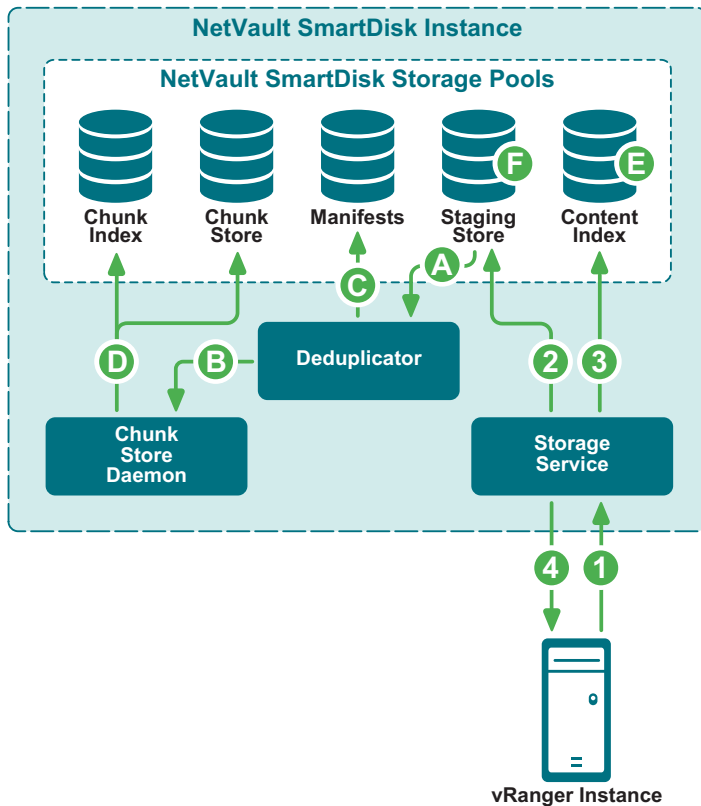 NetVault SmartDisk Instance
NetVault SmartDisk Storage Pools
F
E
Chunk
Index
Chunk
Store
Manifests
Staging
Store
Content
Index
A
C
D
B
Deduplicator
2
3
Chunk
Store
Daemon
Storage
Service
4
1
vRanger Instance